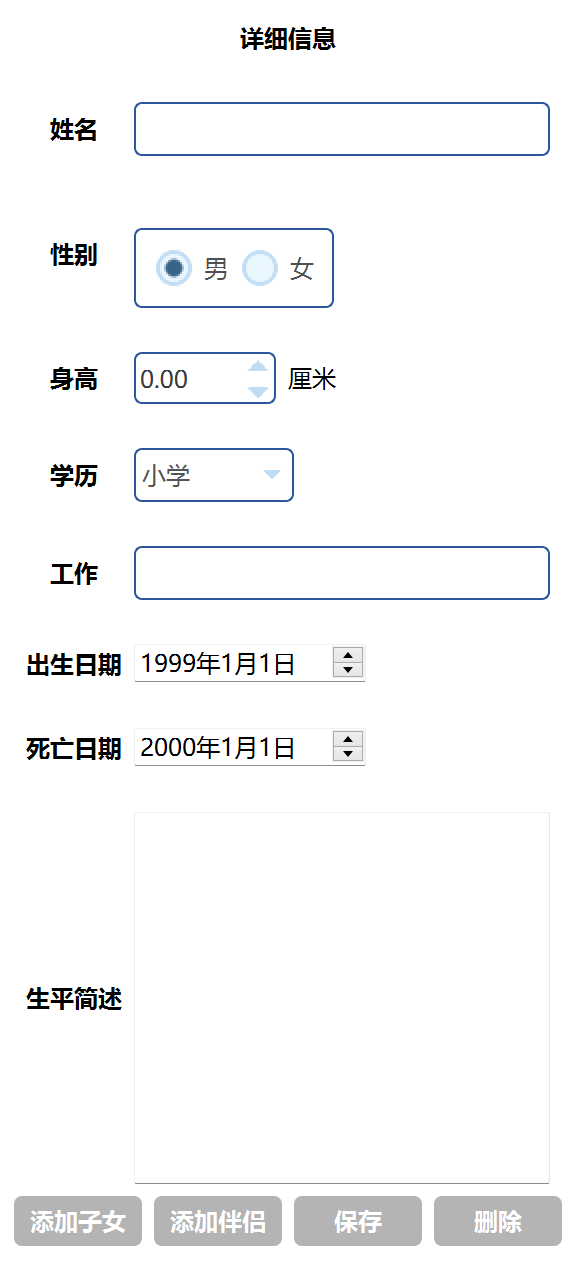 详细信息
姓名
性别 男 女
身高 0.00 厘米
学历 小学
工作
出生日期 1999年1月1日
死亡日期 2000年1月1日
生平简述
添加子女 添加伴侣 保存 删除